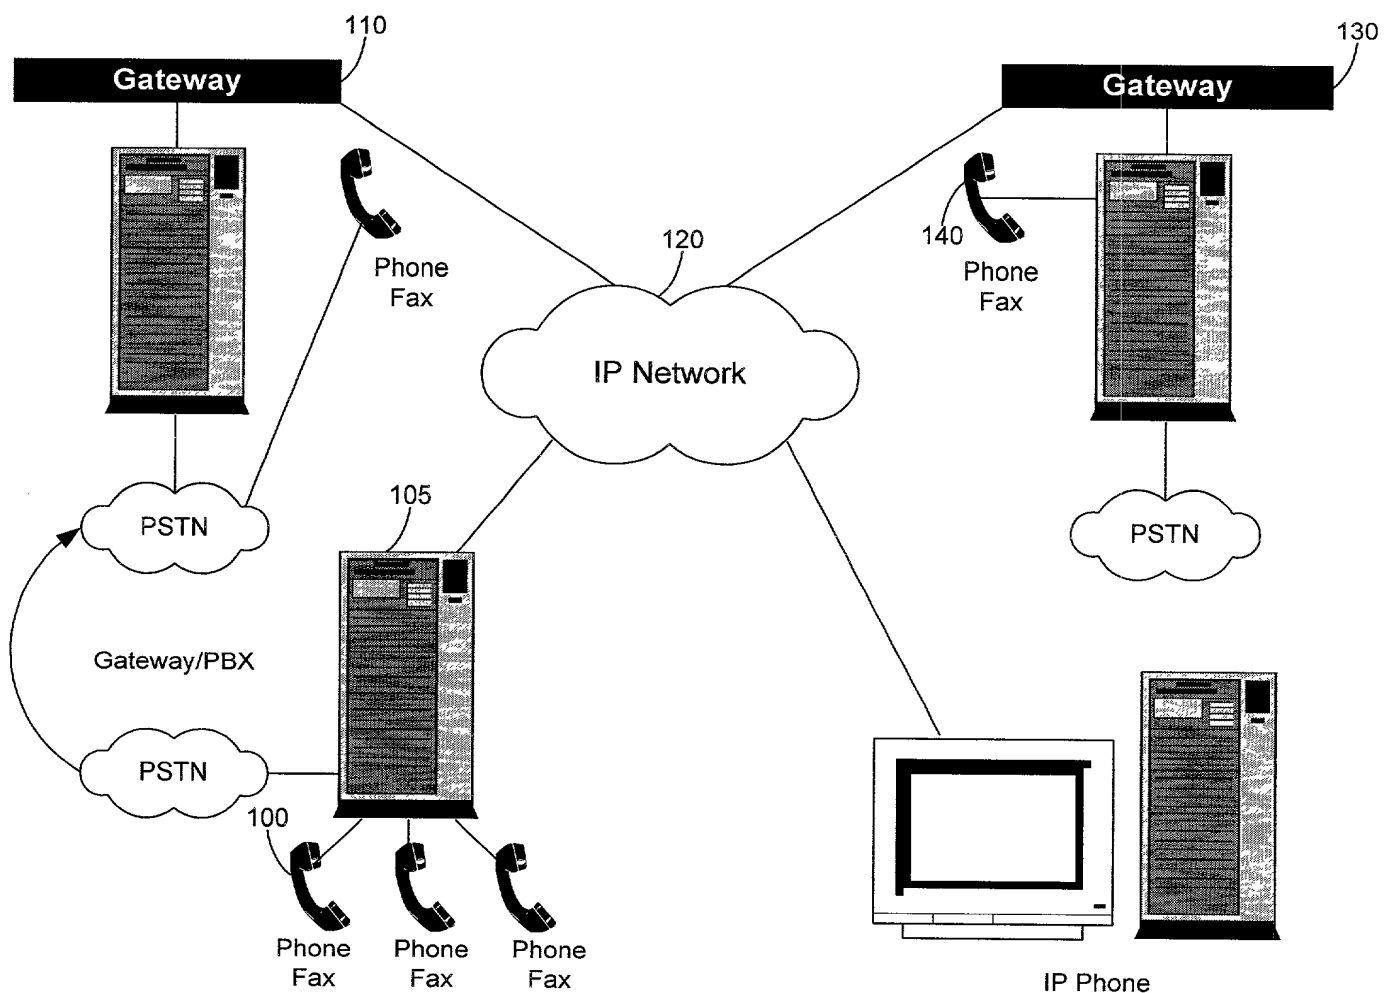 110
130
Gateway
Gateway
120
140
Phone
Fax
Phone
Fax
IP Network
105
PSTN
PSTN
Gateway/PBX
PSTN
100
Phone
Fax
Phone
Fax
Phone
Fax
IP Phone